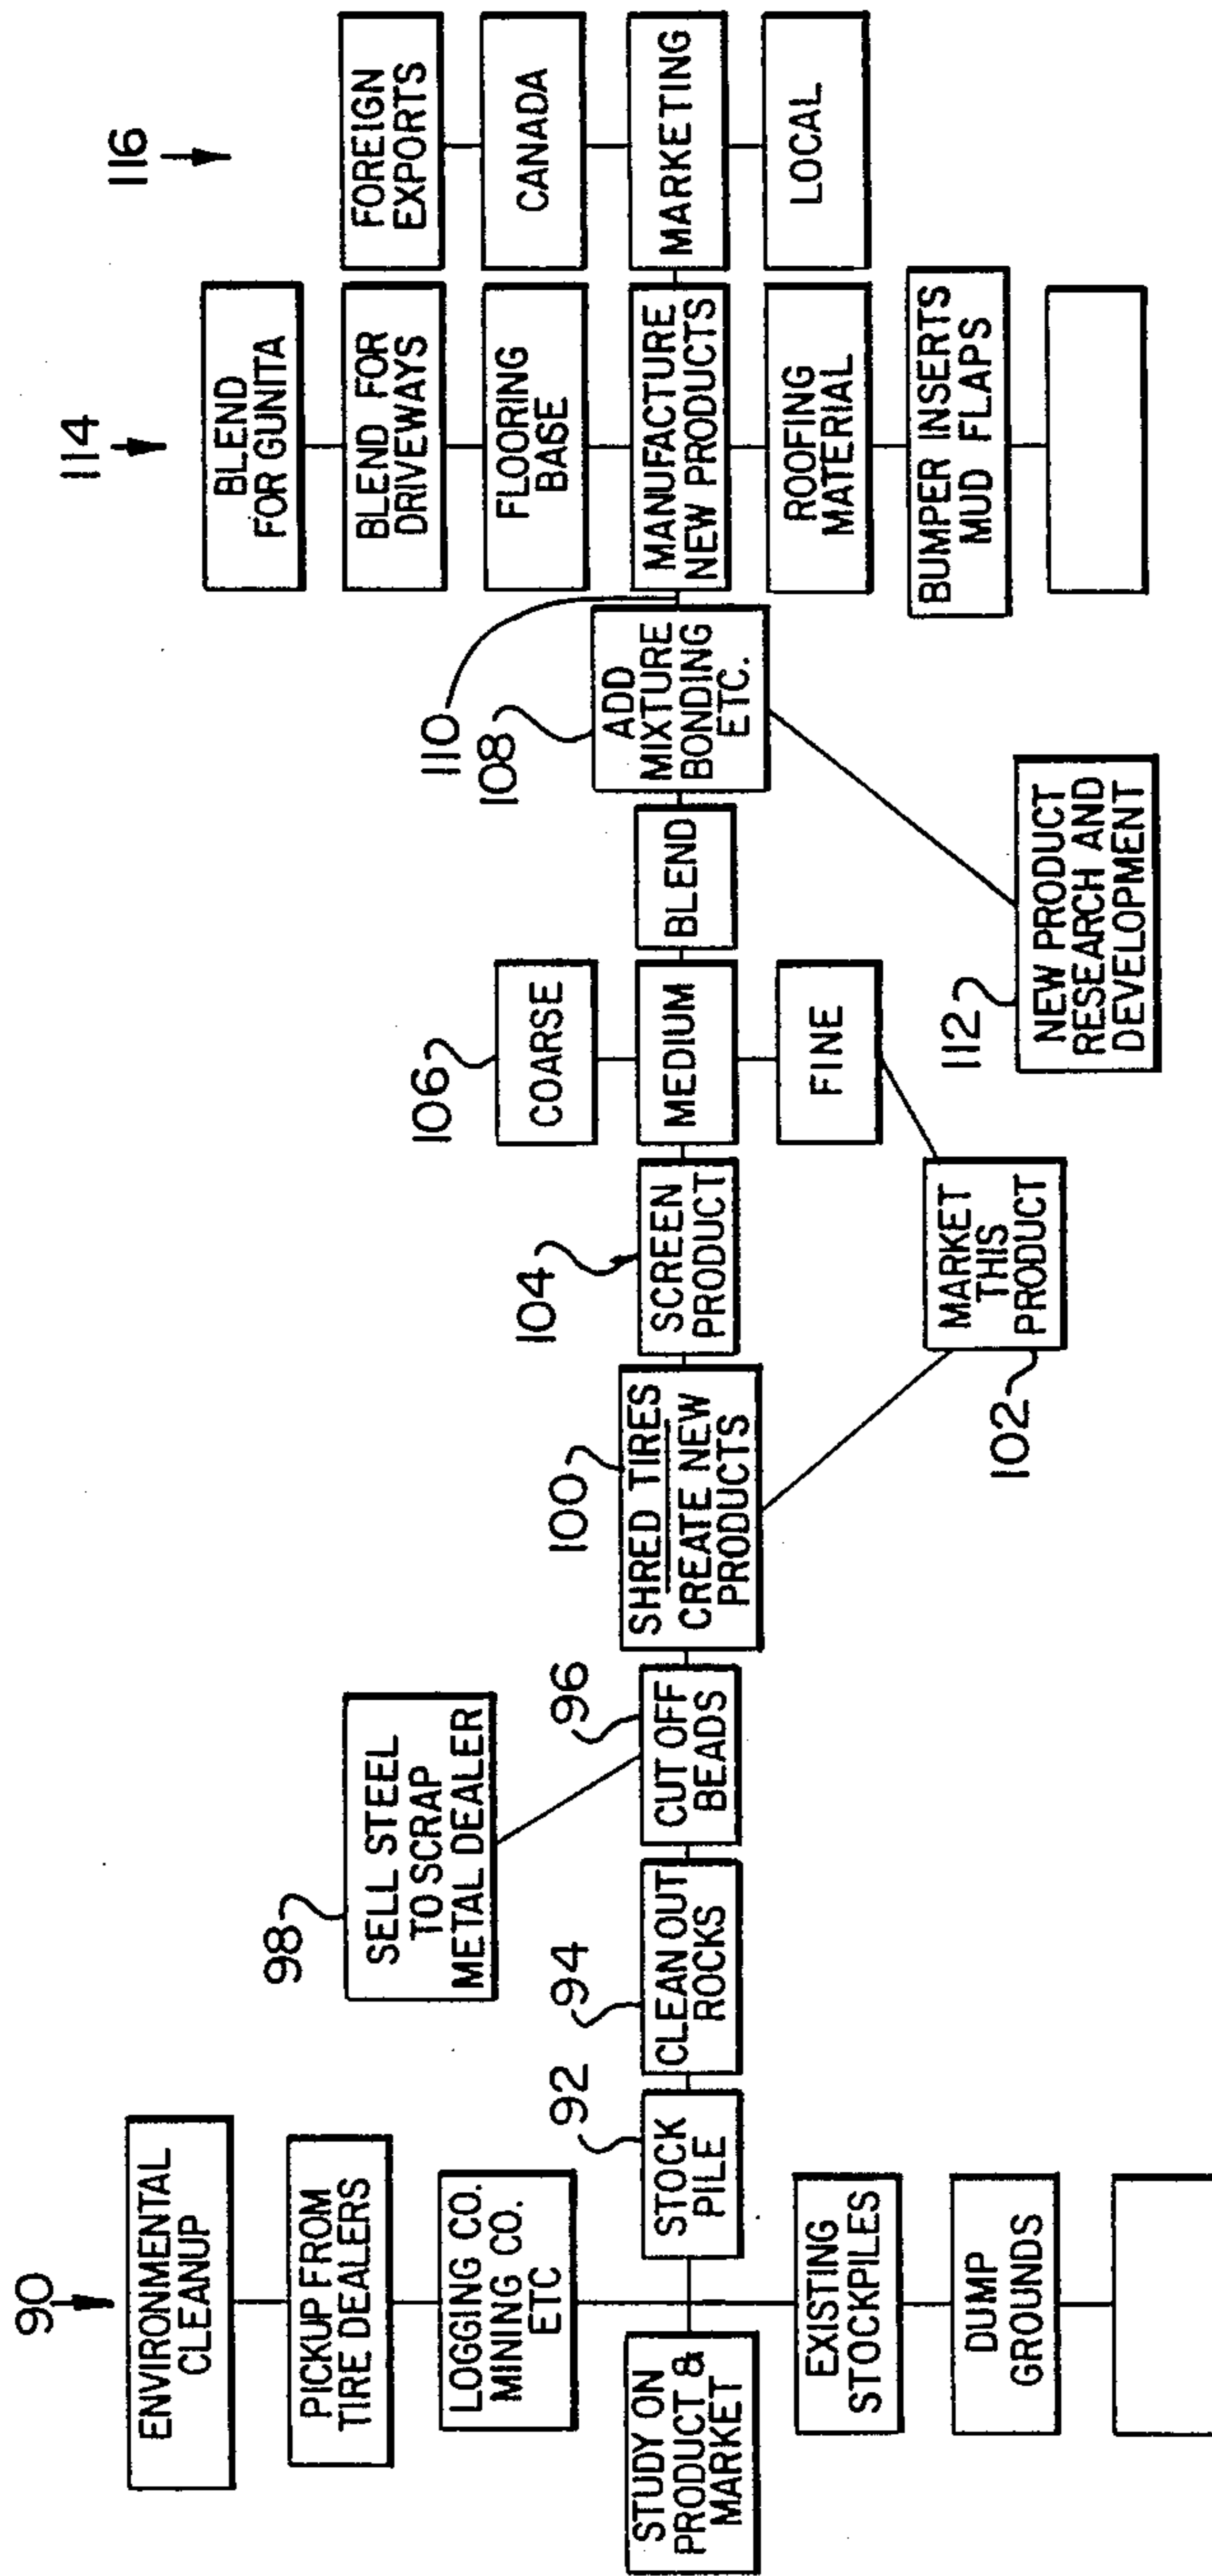 90
ENVIRONMENTAL
CLEANUP
PICKUP FROM
TIRE DEALERS
LOGGING CO.
MINING CO.
ETC
STUDY ON
PRODUCT &
MARKET
EXISTING
STOCKPILES
DUMP
GROUNDS
92
STOCK
PILE
94
CLEAN OUT
ROCKS
98
SELL STEEL
TO SCRAP
METAL DEALER
96
CUT OFF
BEADS
100
SHRED TIRES
CREATE NEW
PRODUCTS
102
MARKET
THIS
PRODUCT
104
SCREEN
PRODUCT
106
COARSE
MEDIUM
FINE
BLEND
108
ADD
MIXTURE
BONDING
ETC.
110
112
NEW PRODUCT
RESEARCH AND
DEVELOPMENT
114
BLEND
FOR GUNITA
BLEND FOR
DRIVEWAYS
FLOORING
BASE
MANUFACTURE
NEW PRODUCTS
ROOFING
MATERIAL
BUMPER INSERTS
MUD FLAPS
116
FOREIGN
EXPORTS
CANADA
MARKETING
LOCAL